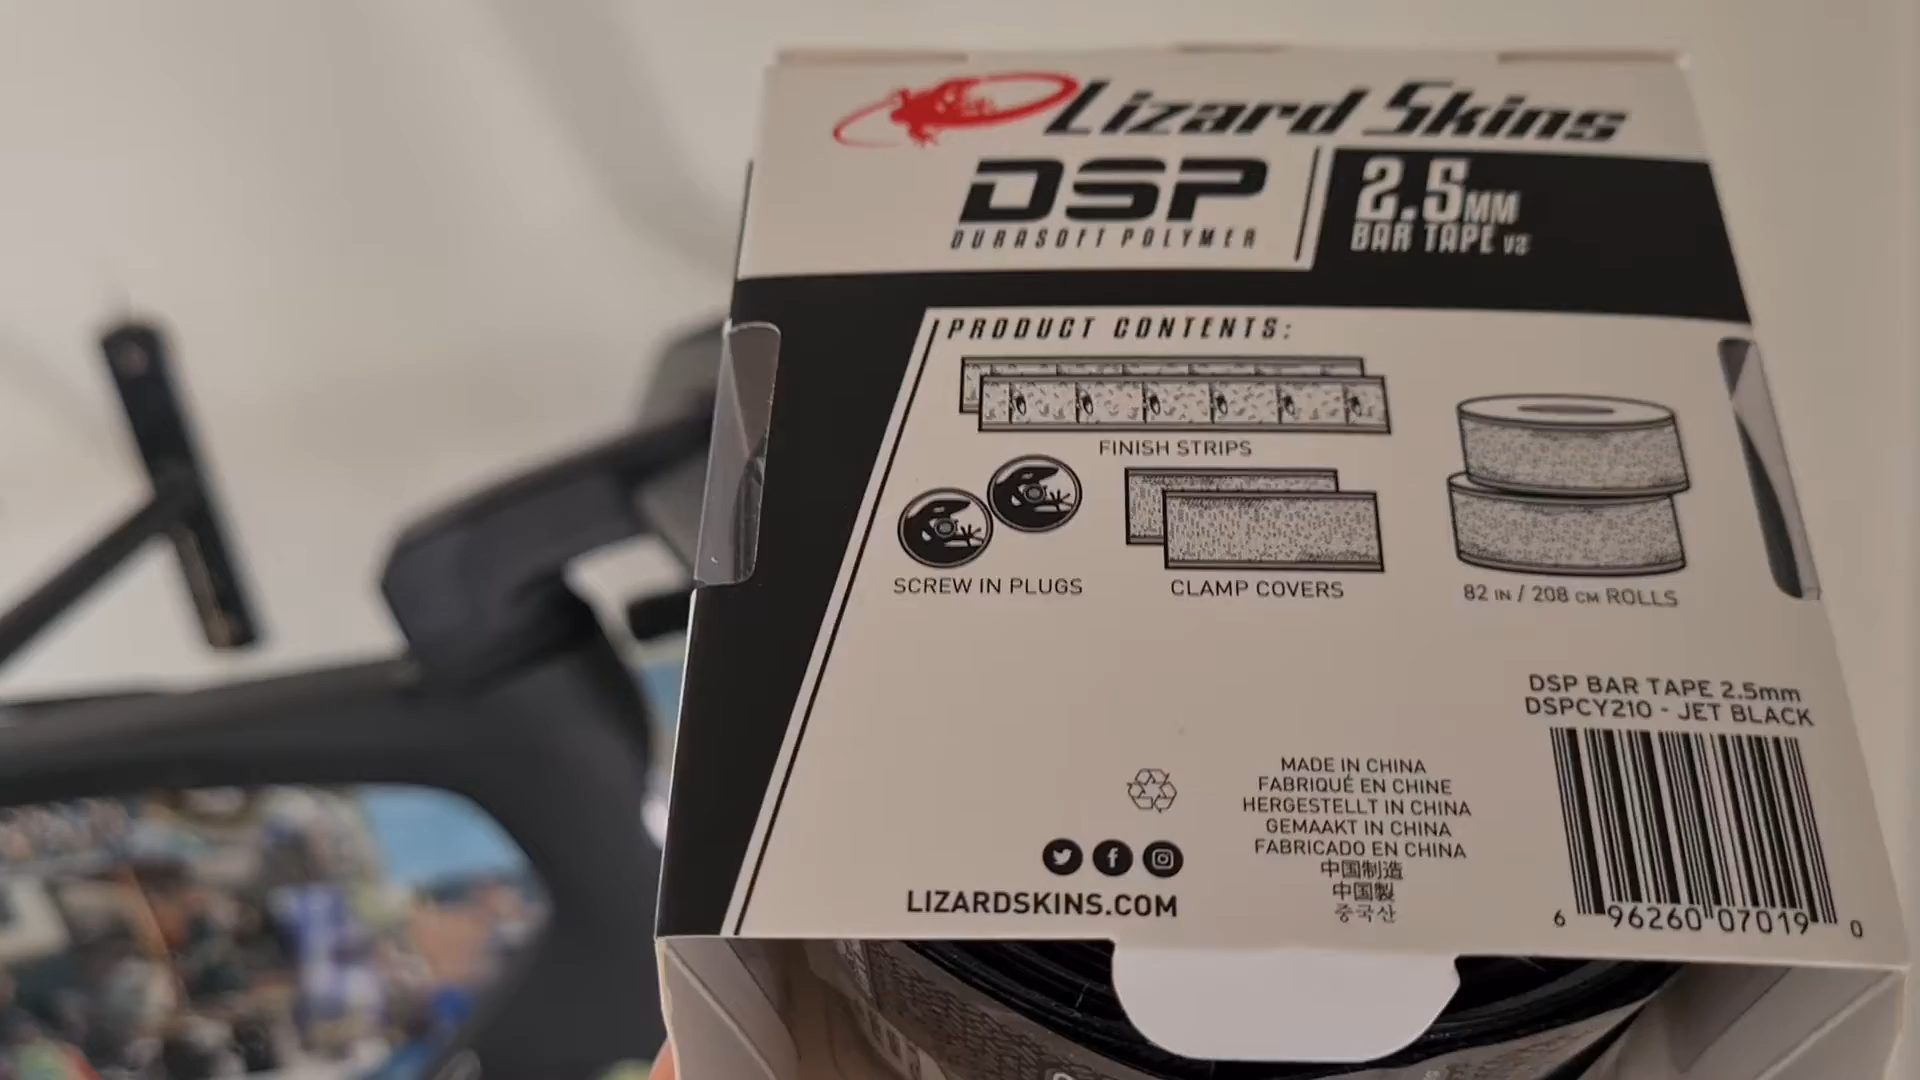 Lizard Skins
DSP
DURASOFT POLYMER
2.5MM
BAR TAPE V2
PRODUCT CONTENTS:
FINISH STRIPS
SCREW IN PLUGS
CLAMP COVERS
82 IN / 208 CM ROLLS
DSP BAR TAPE 2.5mm
DSPCY210 - JET BLACK
MADE IN CHINA
FABRIQUÉ EN CHINE
HERGESTELLT IN CHINA
GEMAAKT IN CHINA
FABRICADO EN CHINA
中国制造
中国製
중국산
LIZARDSKINS.COM
6 96260 07019 0